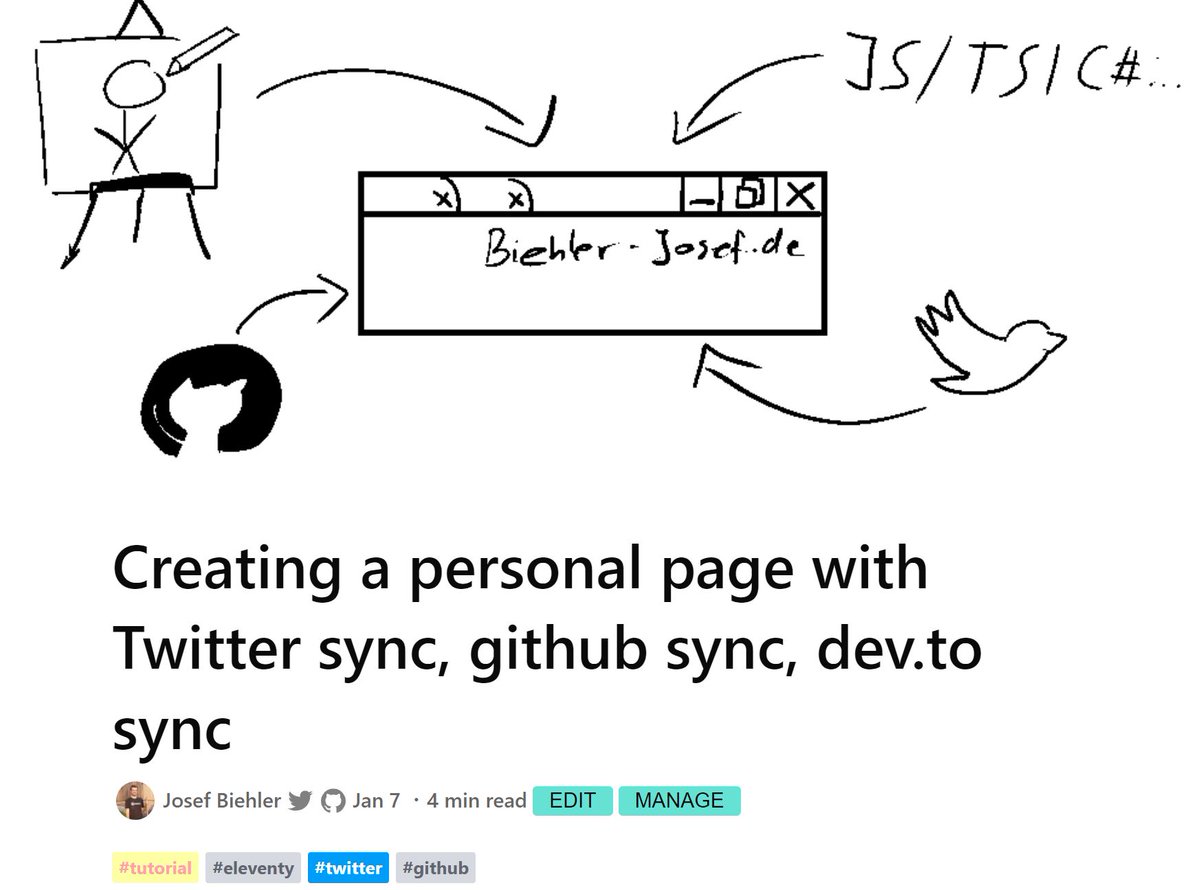 JS/TS/C#...
Biehler-Josef.de
Creating a personal page with
Twitter sync, github sync, dev.to
sync
Josef Biehler Jan 7 · 4 min read EDIT MANAGE
#tutorial #eleventy #twitter #github